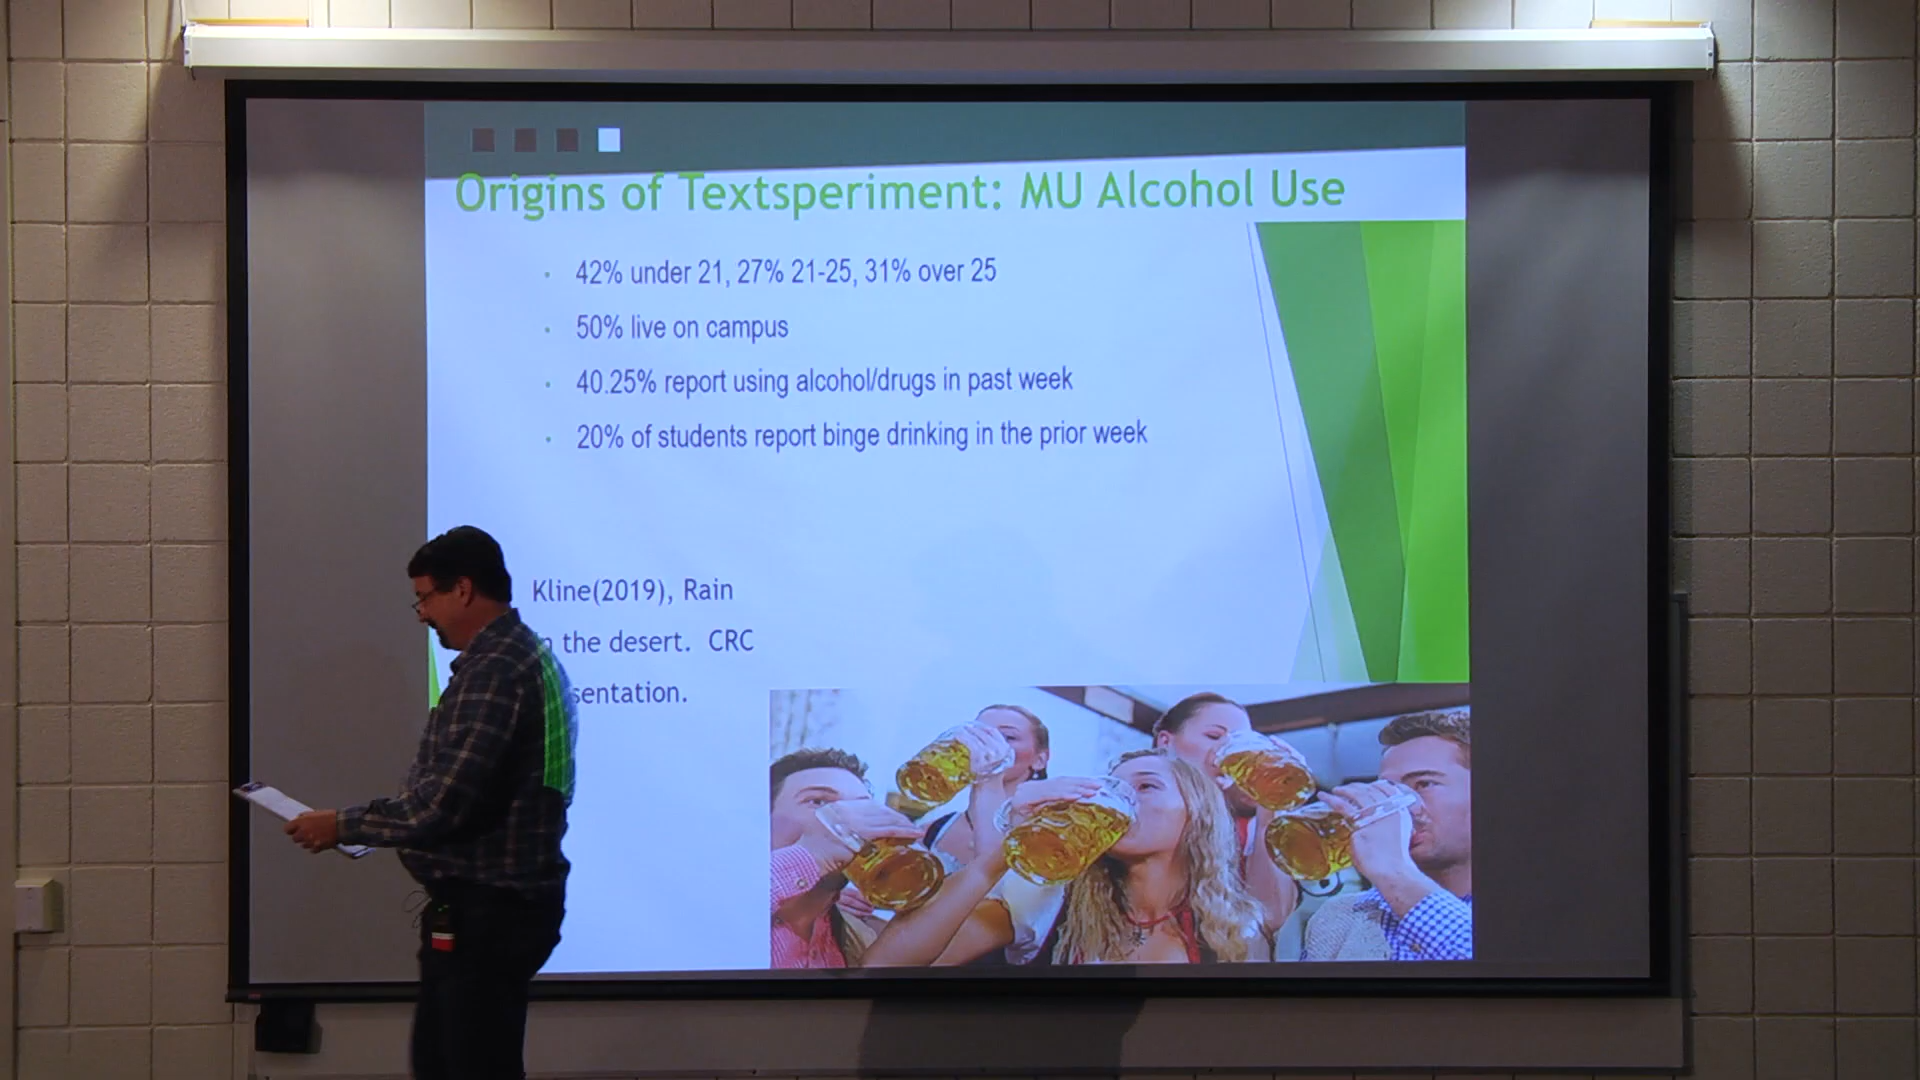 Origins of Textsperiment: MU Alcohol Use
42% under 21, 27% 21-25, 31% over 25
50% live on campus
40.25% report using alcohol/drugs in past week
20% of students report binge drinking in the prior week
Kline(2019), Rain
the desert. CRC
sentation.